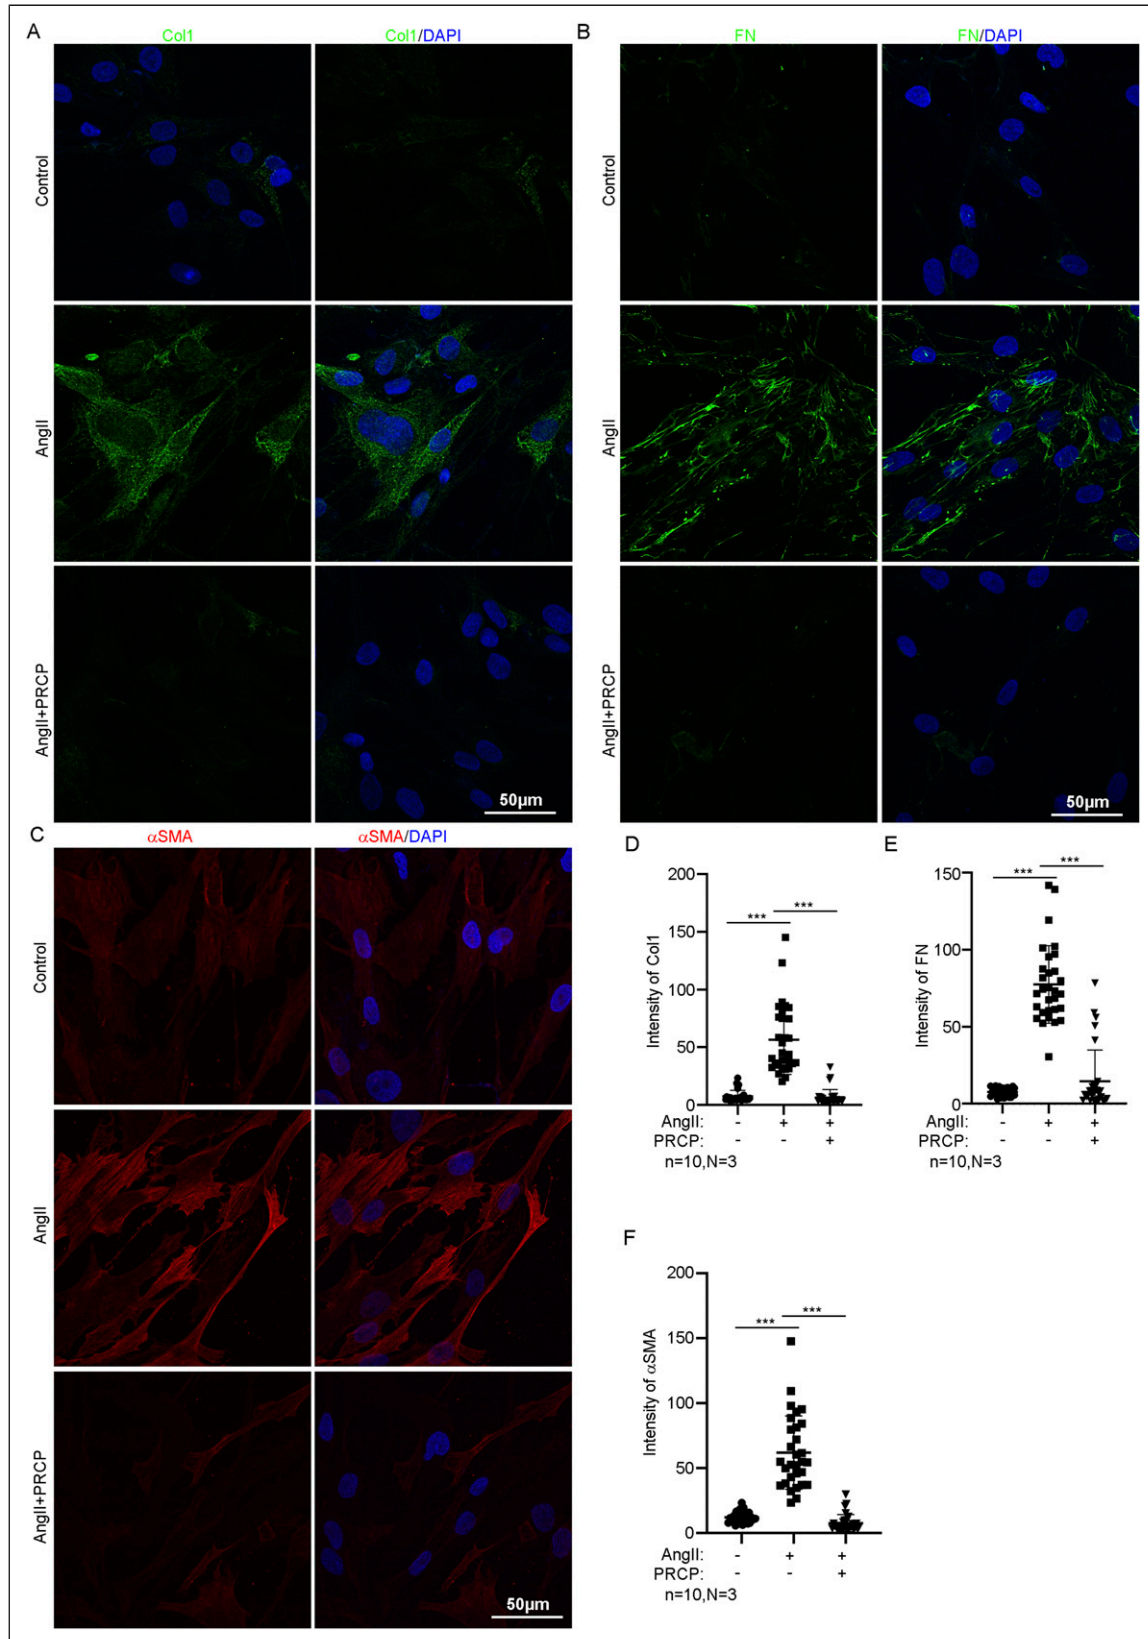 A
Col1
Col1/DAPI
Control
AngII
AngII+PRCP
50μm
B
FN
FN/DAPI
Control
AngII
AngII+PRCP
50μm
C
αSMA
αSMA/DAPI
Control
AngII
AngII+PRCP
50μm
D
200
150
100
50
0
Intensity of Col1
***
***
AngII: - + +
PRCP: - - +
n=10,N=3
E
150
100
50
0
Intensity of FN
***
***
AngII: - + +
PRCP: - - +
n=10,N=3
F
200
150
100
50
0
Intensity of αSMA
***
***
AngII: - + +
PRCP: - - +
n=10,N=3